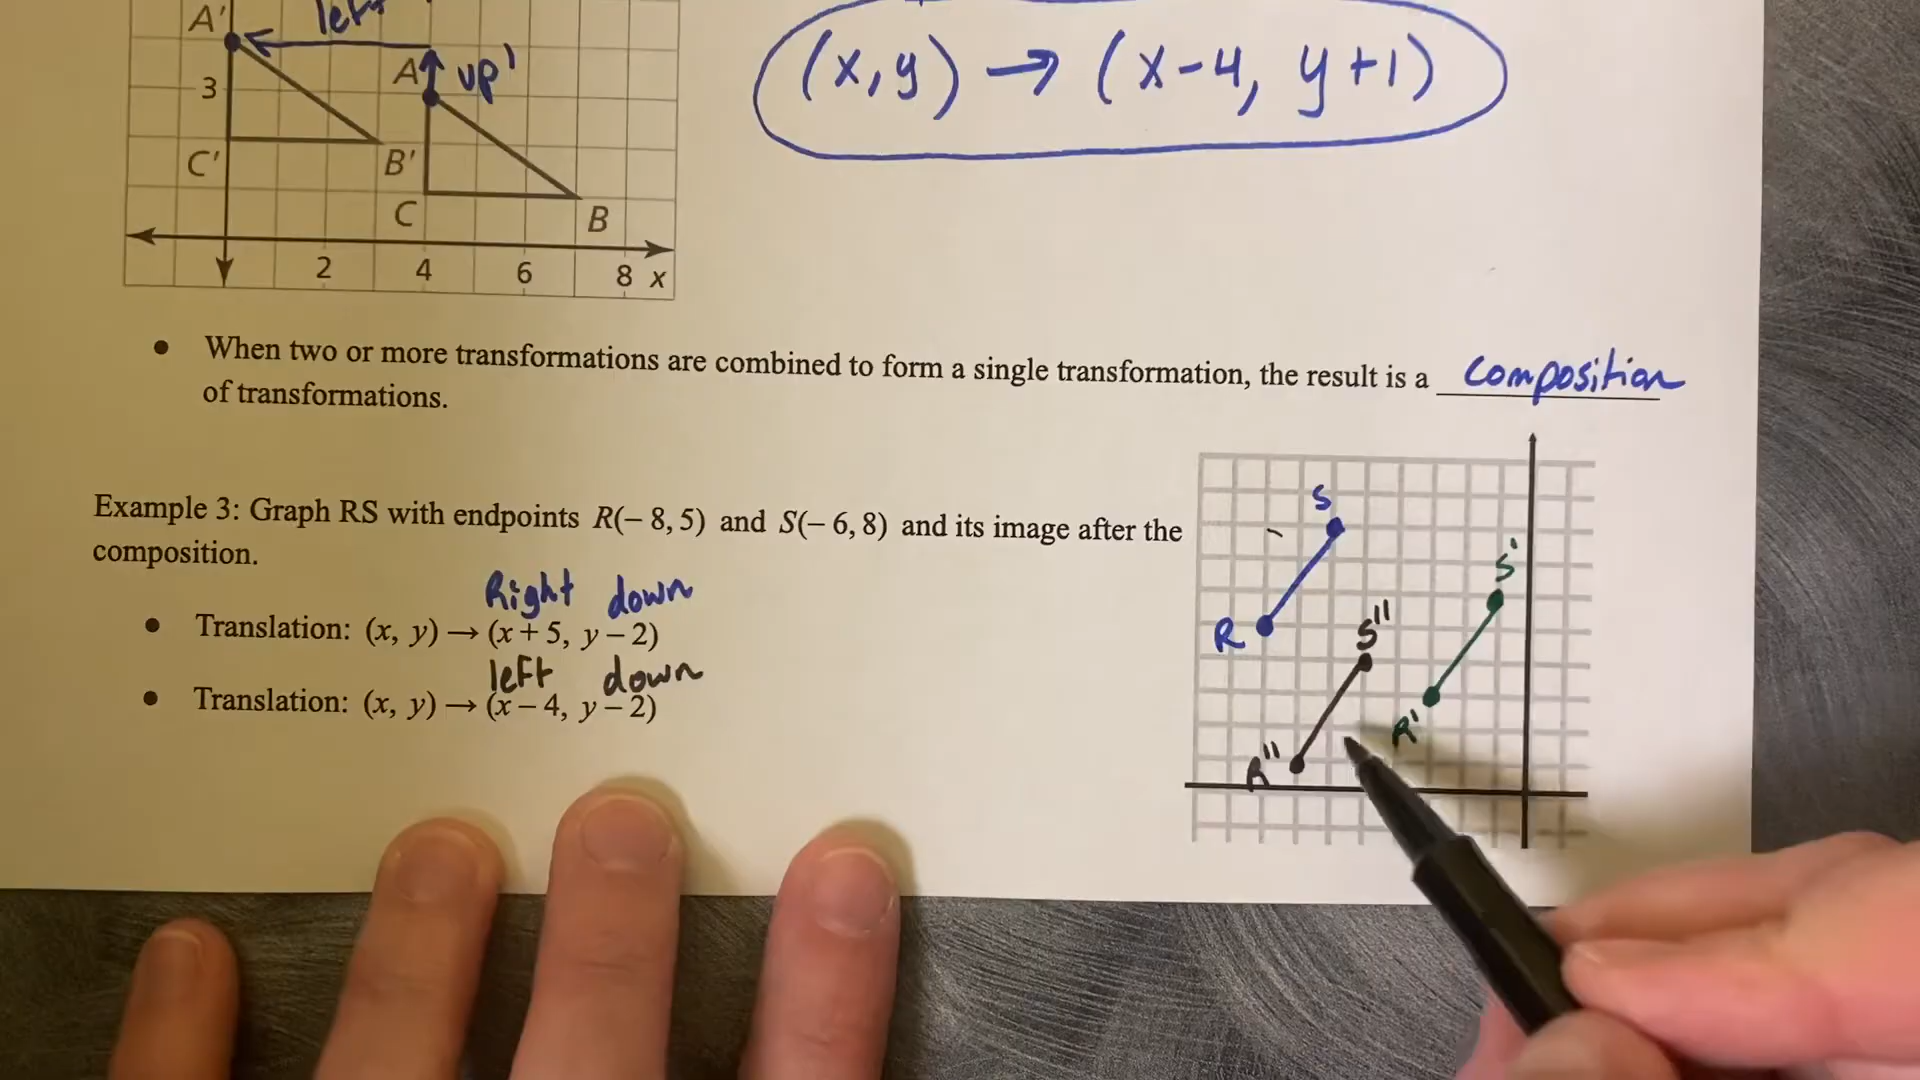 A'
left
A
up 1
3
C'
B'
C
B
2 4 6 8 x
(x, y) → (x-4, y+1)
• When two or more transformations are combined to form a single transformation, the result is a composition
of transformations.
Example 3: Graph RS with endpoints R(– 8, 5) and S(– 6, 8) and its image after the
composition.
Right down
• Translation: (x, y) → (x + 5, y – 2)
left down
• Translation: (x, y) → (x – 4, y – 2)
S
S'
R
S"
R'
R"